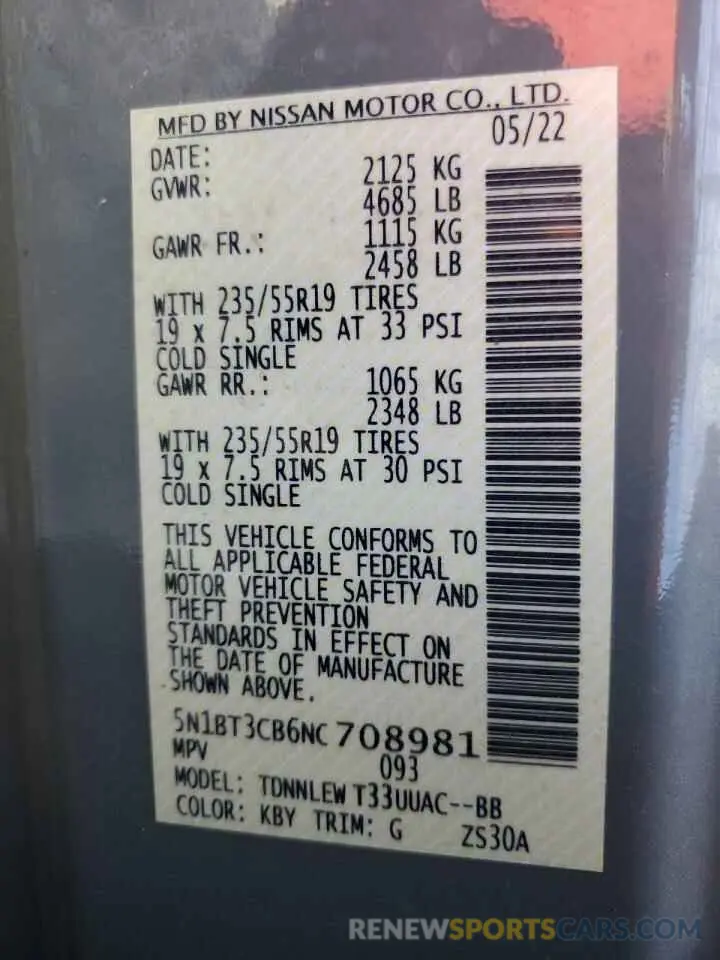 MFD BY NISSAN MOTOR CO., LTD.
DATE: 05/22
GVWR: 2125 KG
4685 LB
GAWR FR.: 1115 KG
2458 LB
WITH 235/55R19 TIRES
19 x 7.5 RIMS AT 33 PSI
COLD SINGLE
GAWR RR.: 1065 KG
2348 LB
WITH 235/55R19 TIRES
19 x 7.5 RIMS AT 30 PSI
COLD SINGLE
THIS VEHICLE CONFORMS TO
ALL APPLICABLE FEDERAL
MOTOR VEHICLE SAFETY AND
THEFT PREVENTION
STANDARDS IN EFFECT ON
THE DATE OF MANUFACTURE
SHOWN ABOVE.
5N1BT3CB6NC708981
MPV 093
MODEL: TDNNLEW T33UUAC--BB
COLOR: KBY TRIM: G ZS30A
RENEWSPORTSCARS.COM